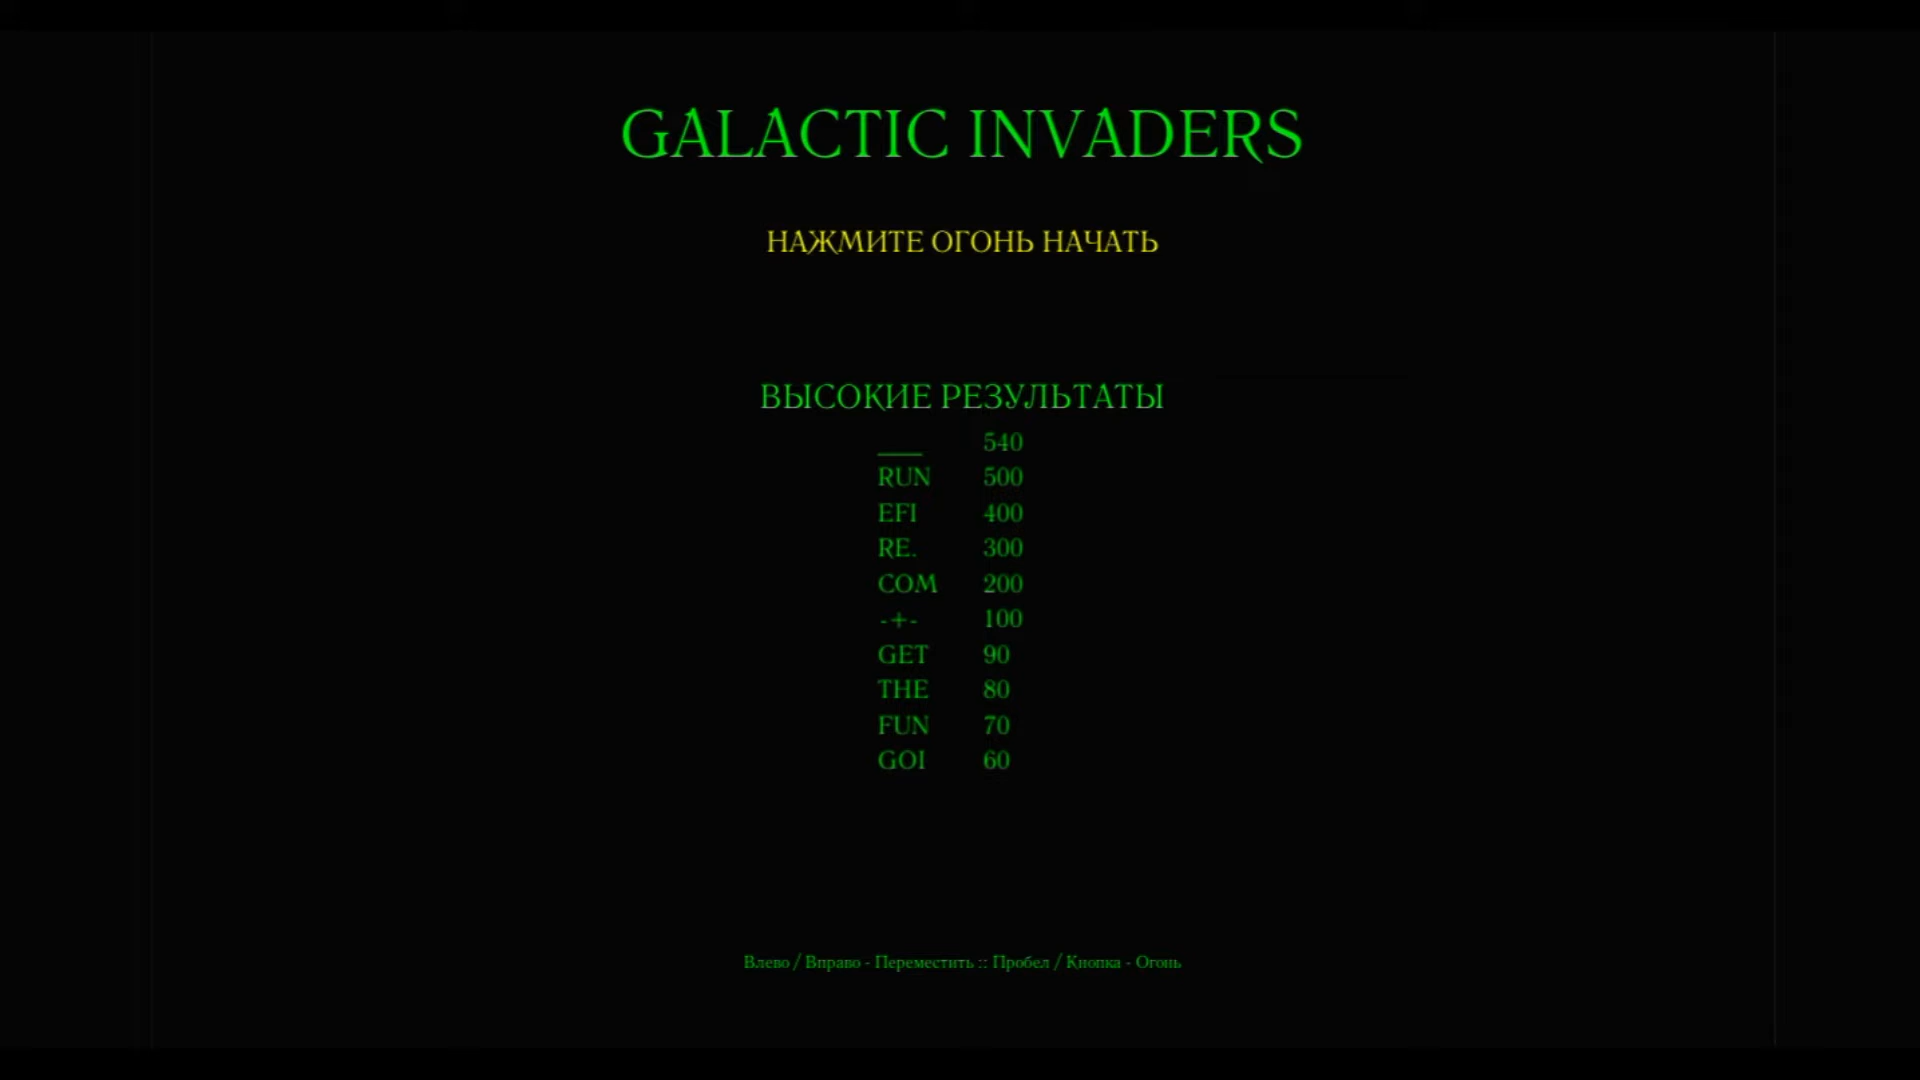 GALACTIC INVADERS
НАЖМИТЕ ОГОНЬ НАЧАТЬ
ВЫСОКИЕ РЕЗУЛЬТАТЫ
___ 540
RUN 500
EFI 400
RE. 300
COM 200
-+- 100
GET 90
THE 80
FUN 70
GOI 60
Влево / Вправо - Переместить :: Пробел / Кнопка - Огонь